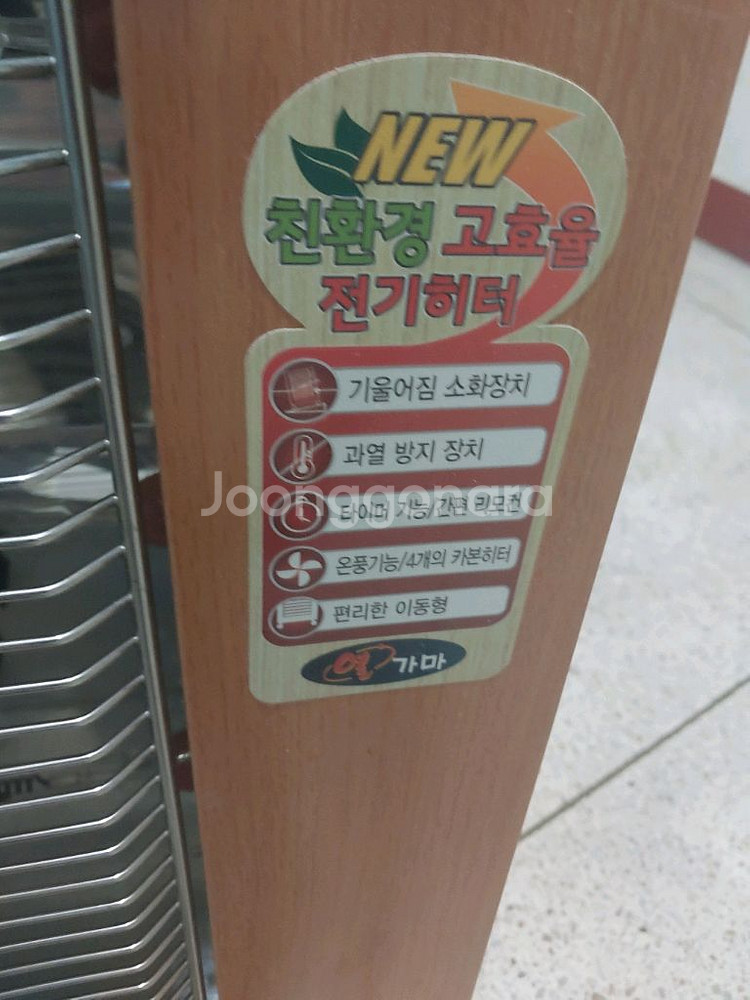 NEW
친환경 고효율
전기히터
기울어짐 소화장치
과열 방지 장치
Joonggonara
타이머 기능/간편 리모컨
온풍기능/4개의 카본히터
편리한 이동형
열가마